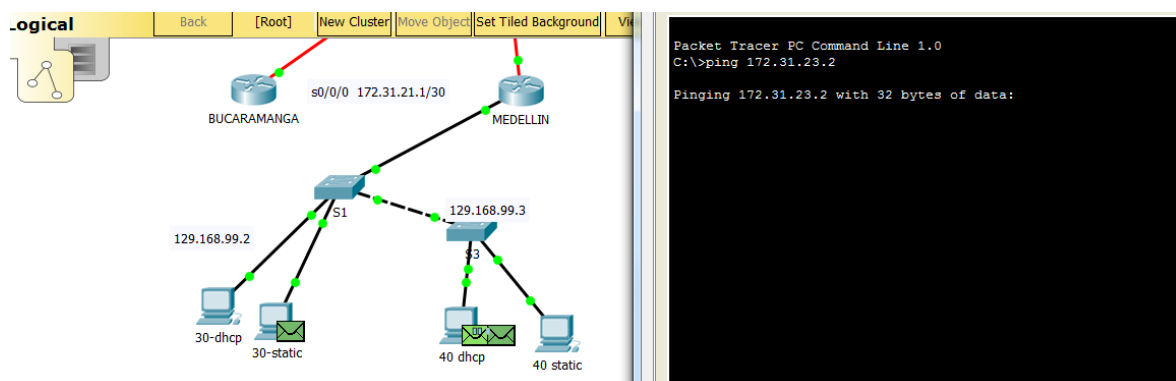 Logical
Back
[Root]
New Cluster
Move Object
Set Tiled Background
s0/0/0 172.31.21.1/30
BUCARAMANGA
MEDELLIN
S1
129.168.99.3
S3
129.168.99.2
30-dhcp
30-static
40 dhcp
40 static
Packet Tracer PC Command Line 1.0
C:\>ping 172.31.23.2
Pinging 172.31.23.2 with 32 bytes of data: